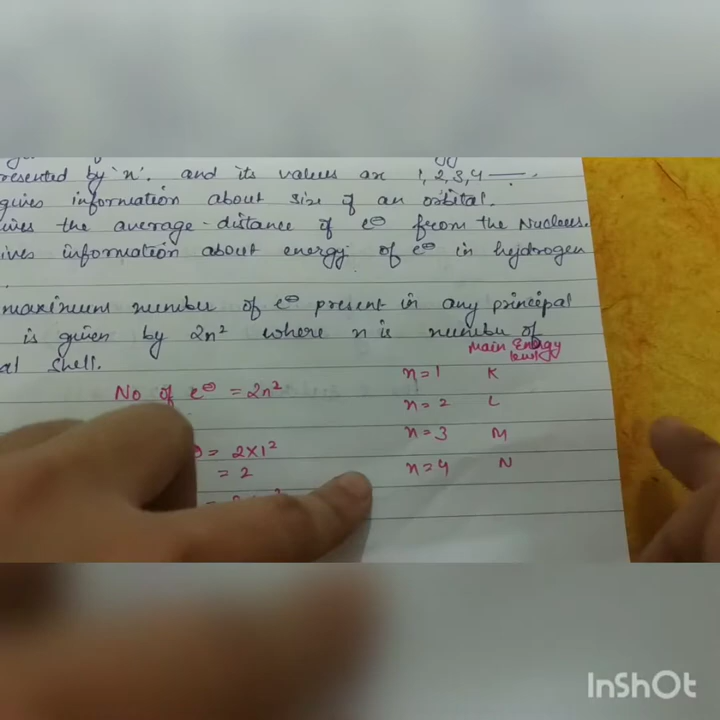 resented by 'n'. and its values are 1, 2, 3, 4 —.
gives information about size of an orbital.
ives the average distance of e⊖ from the Nucleus.
ives information about energy of e⊖ in hydrogen
maximum number of e⊖ present in any principal
is given by 2n² where n is number of
al shell.
Main Energy level
No of e⊖ = 2n²
n=1 K
n=2 L
n=3 M
n=4 N
= 2×1²
= 2
InShOt